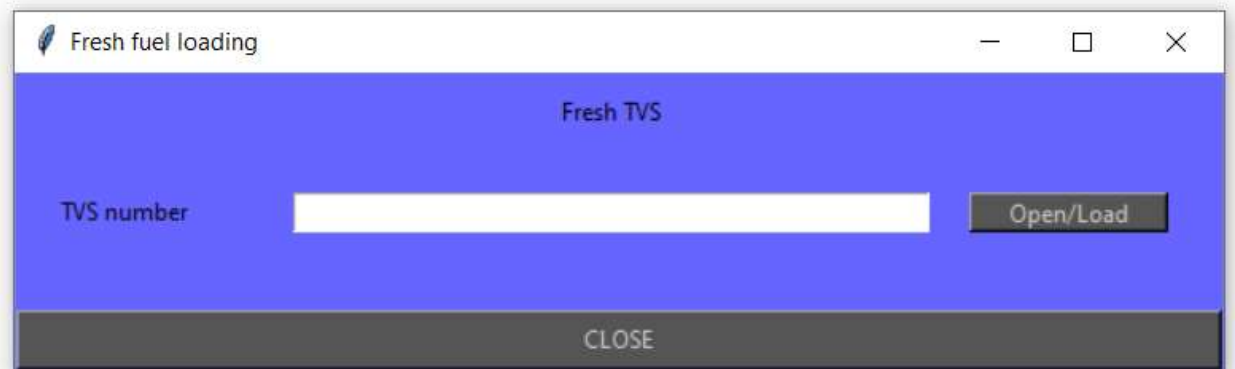 Fresh fuel loading
Fresh TVS
TVS number
Open/Load
CLOSE